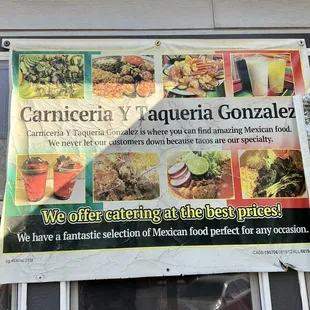 Carniceria Y Taqueria Gonzalez
Carniceria Y Taqueria Gonzalez is where you can find amazing Mexican food.
We never let our customers down because tacos are our specialty.
We offer catering at the best prices!
We have a fantastic selection of Mexican food perfect for any occasion.